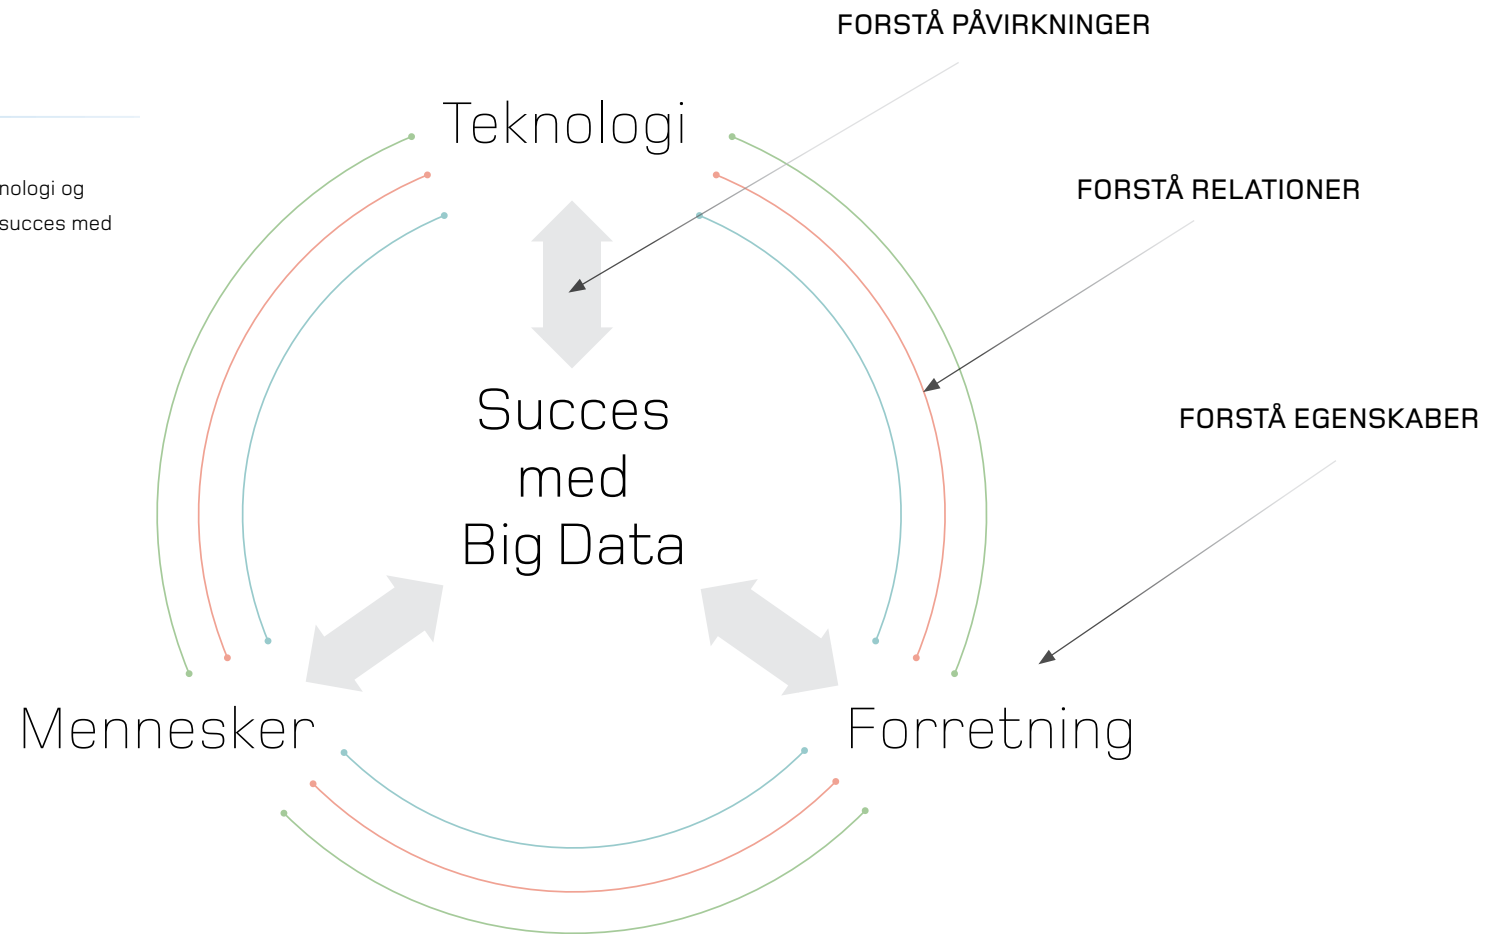 FORSTÅ PÅVIRKNINGER
Teknologi
nologi og
succes med
FORSTÅ RELATIONER
Succes
med
Big Data
FORSTÅ EGENSKABER
Mennesker
Forretning